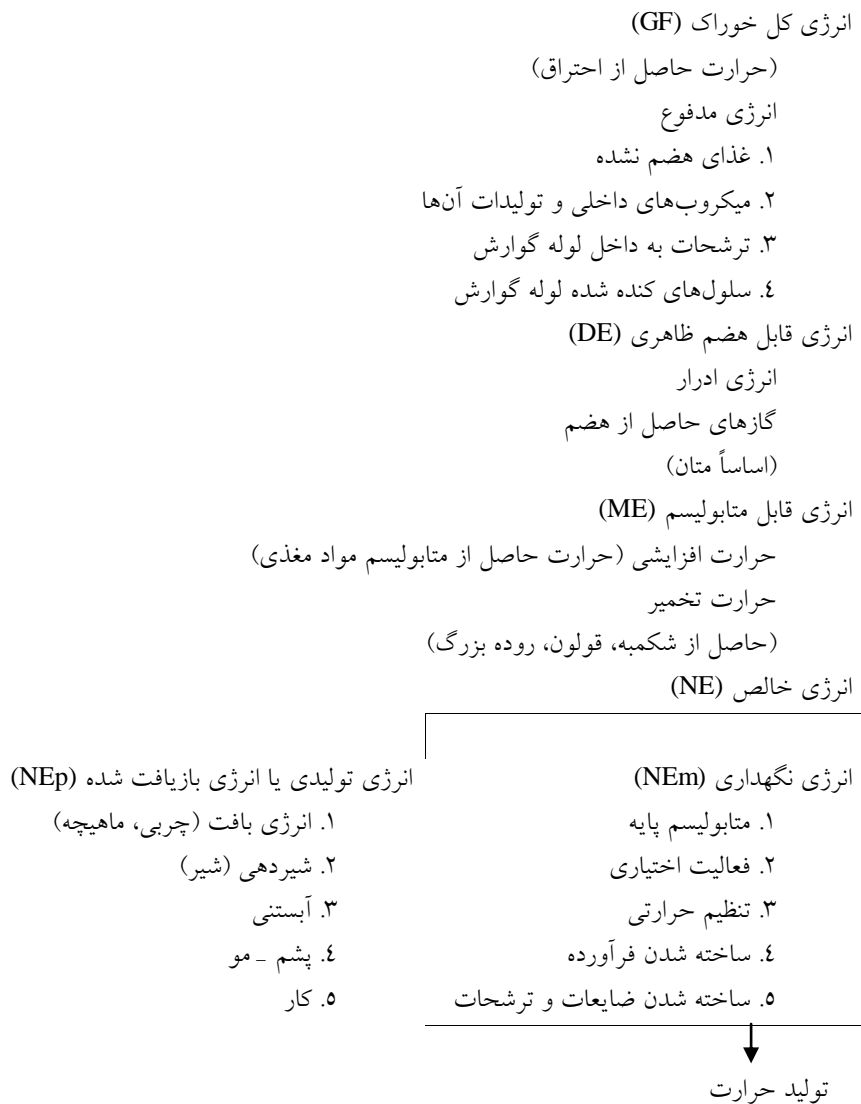 انرژی کل خوراک (GF)
(حرارت حاصل از احتراق)
انرژی مدفوع
۱. غذای هضم نشده
۲. میکروب‌های داخلی و تولیدات آن‌ها
۳. ترشحات به داخل لوله گوارش
٤. سلول‌های کنده شده لوله گوارش
انرژی قابل هضم ظاهری (DE)
انرژی ادرار
گازهای حاصل از هضم
(اساساً متان)
انرژی قابل متابولیسم (ME)
حرارت افزایشی (حرارت حاصل از متابولیسم مواد مغذی)
حرارت تخمیر
(حاصل از شکمبه، قولون، روده بزرگ)
انرژی خالص (NE)
انرژی نگهداری (NEm)
۱. متابولیسم پایه
۲. فعالیت اختیاری
۳. تنظیم حرارتی
٤. ساخته شدن فرآورده
٥. ساخته شدن ضایعات و ترشحات
انرژی تولیدی یا انرژی بازیافت شده (NEp)
۱. انرژی بافت (چربی، ماهیچه)
۲. شیردهی (شیر)
۳. آبستنی
٤. پشم - مو
٥. کار
تولید حرارت